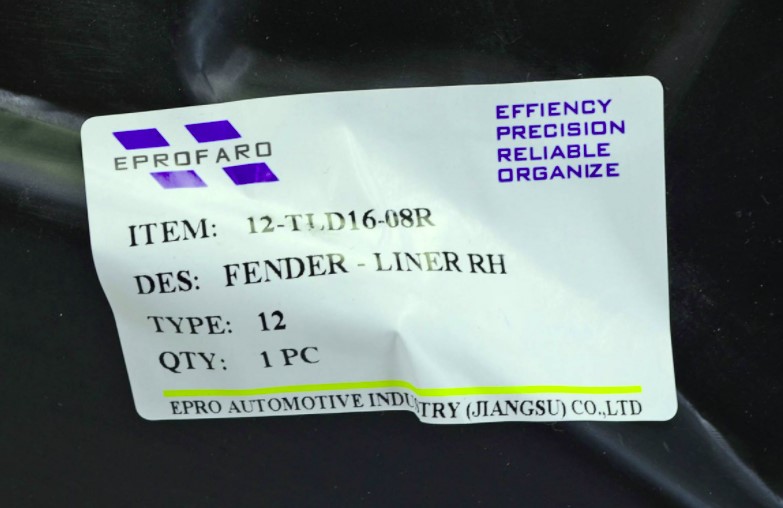 EPROFARO
EFFIENCY
PRECISION
RELIABLE
ORGANIZE
ITEM: 12-TLD16-08R
DES: FENDER - LINER RH
TYPE: 12
QTY: 1 PC
EPRO AUTOMOTIVE INDUSTRY (JIANGSU) CO.,LTD